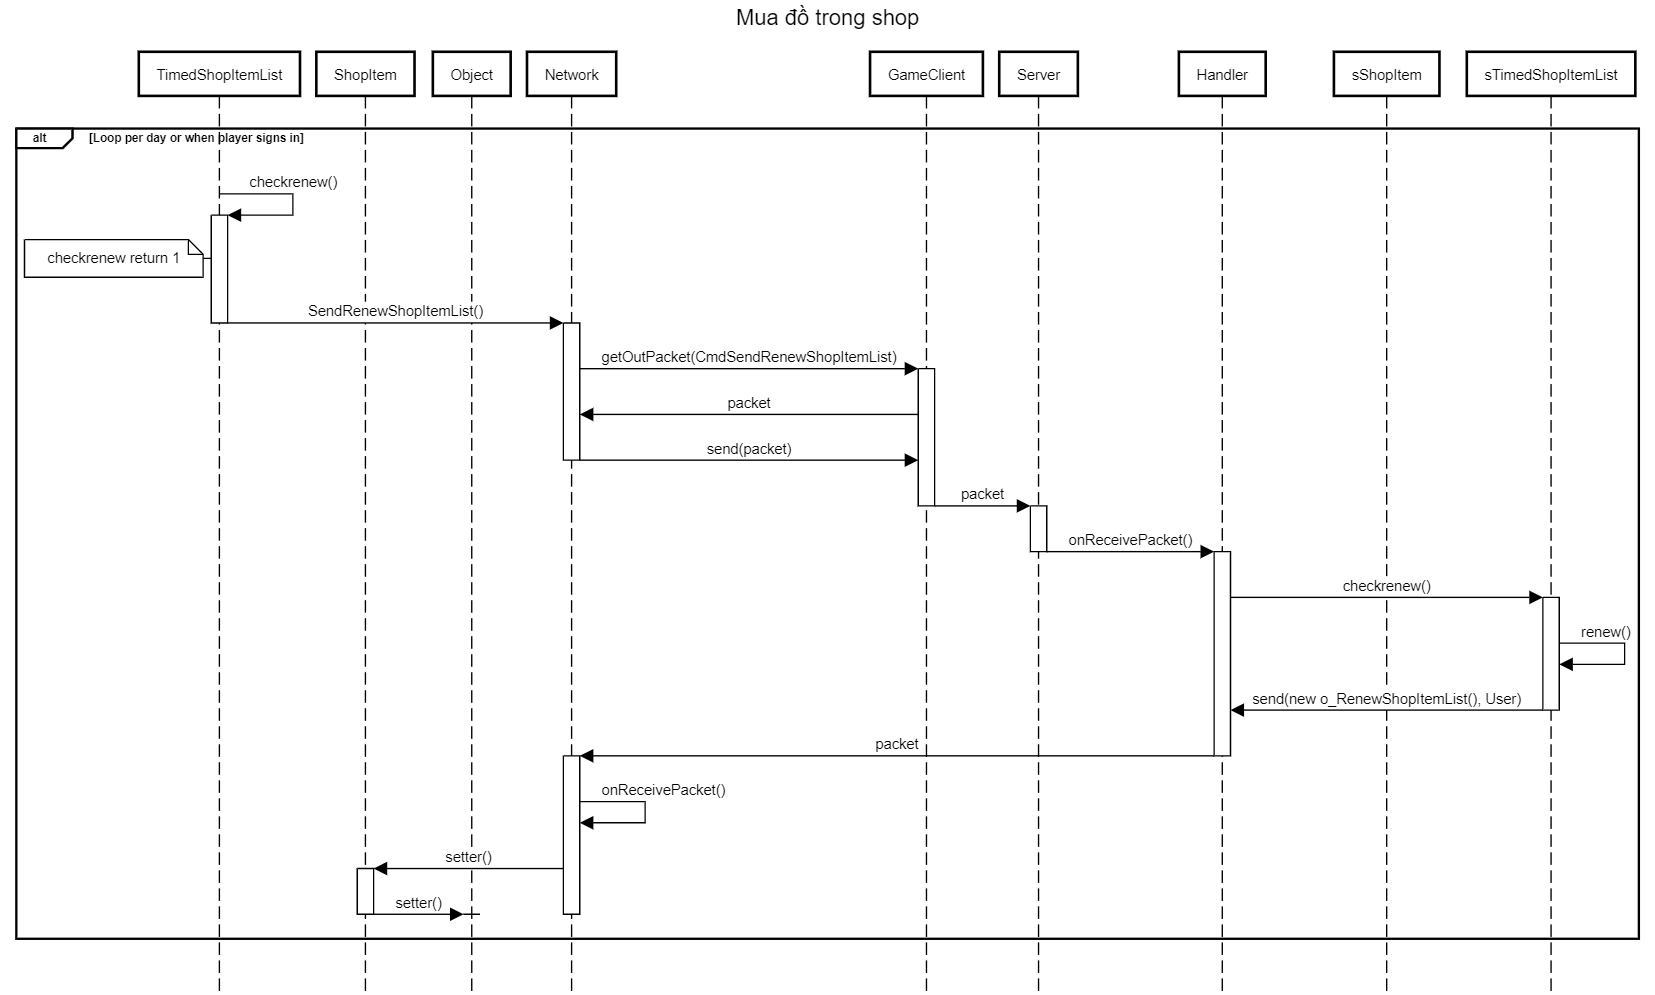 Mua đồ trong shop
TimedShopItemList
ShopItem
Object
Network
GameClient
Server
Handler
sShopItem
sTimedShopItemList
alt
[Loop per day or when player signs in]
checkrenew()
checkrenew return 1
SendRenewShopItemList()
getOutPacket(CmdSendRenewShopItemList)
packet
send(packet)
packet
onReceivePacket()
checkrenew()
renew()
send(new o_RenewShopItemList(), User)
packet
onReceivePacket()
setter()
setter()